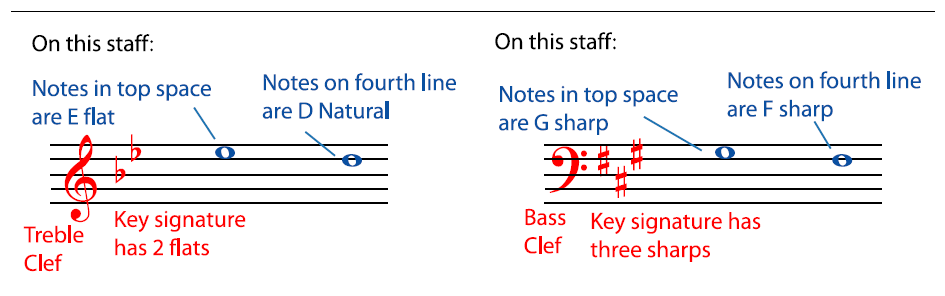 On this staff:
Notes in top space
are E flat
Notes on fourth line
are D Natural
Treble
Clef
Key signature
has 2 flats
On this staff:
Notes in top space
are G sharp
Notes on fourth line
are F sharp
Bass
Clef
Key signature has
three sharps